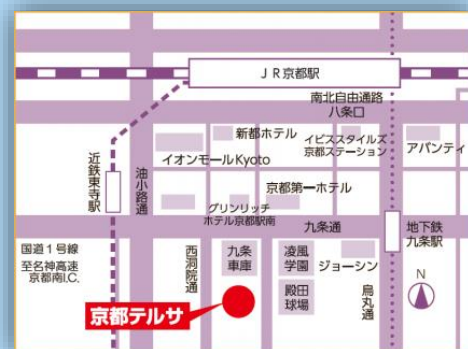 JR京都駅
南北自由通路
八条口
新都ホテル
イビススタイルズ
京都ステーション
アバンティ
イオンモールKyoto
近鉄東寺駅
油小路通
京都第一ホテル
グリンリッチ
ホテル京都駅南
九条通
地下鉄
九条駅
国道1号線
至名神高速
京都南I.C.
西洞院通
九条
車庫
凌風
学園
ジョーシン
烏丸通
N
殿田
球場
京都テルサ